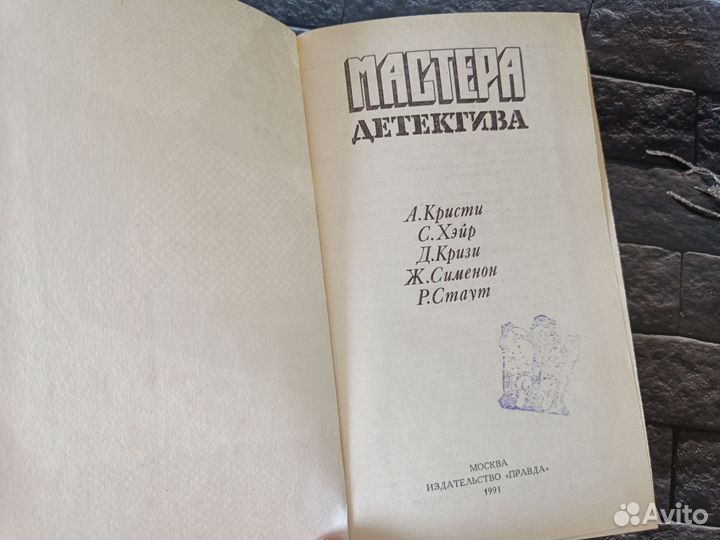 МАСТЕРА
ДЕТЕКТИВА
А.Кристи
С.Хэйр
Д.Кризи
Ж.Сименон
Р.Стаут
МОСКВА
ИЗДАТЕЛЬСТВО «ПРАВДА»
1991
Avito